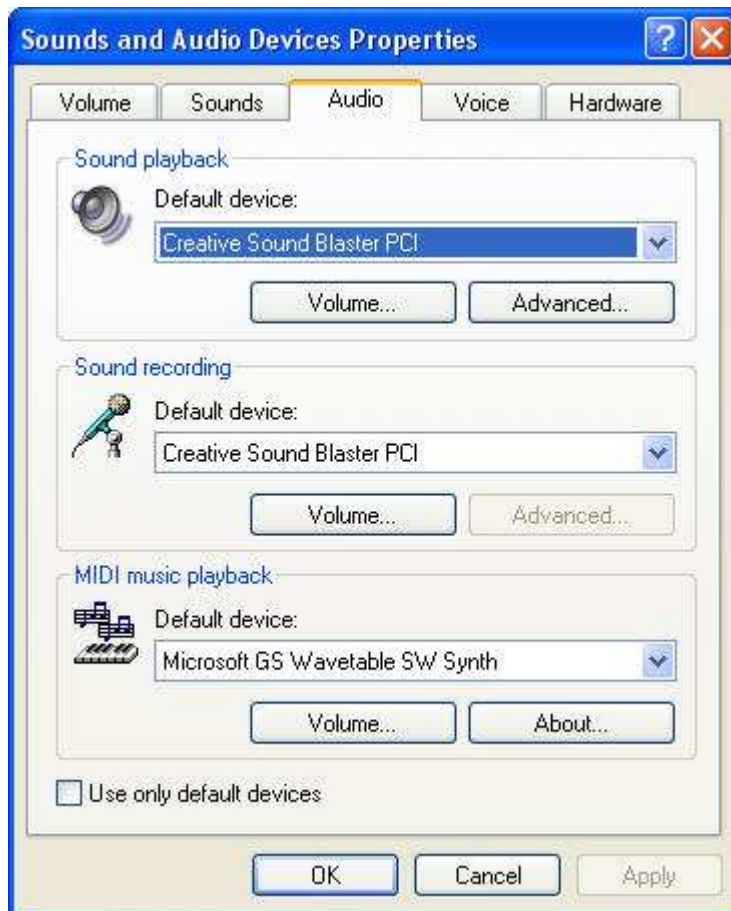 Sounds and Audio Devices Properties
Volume Sounds Audio Voice Hardware
Sound playback
Default device:
Creative Sound Blaster PCI
Volume... Advanced...
Sound recording
Default device:
Creative Sound Blaster PCI
Volume... Advanced...
MIDI music playback
Default device:
Microsoft GS Wavetable SW Synth
Volume... About...
Use only default devices
OK Cancel Apply